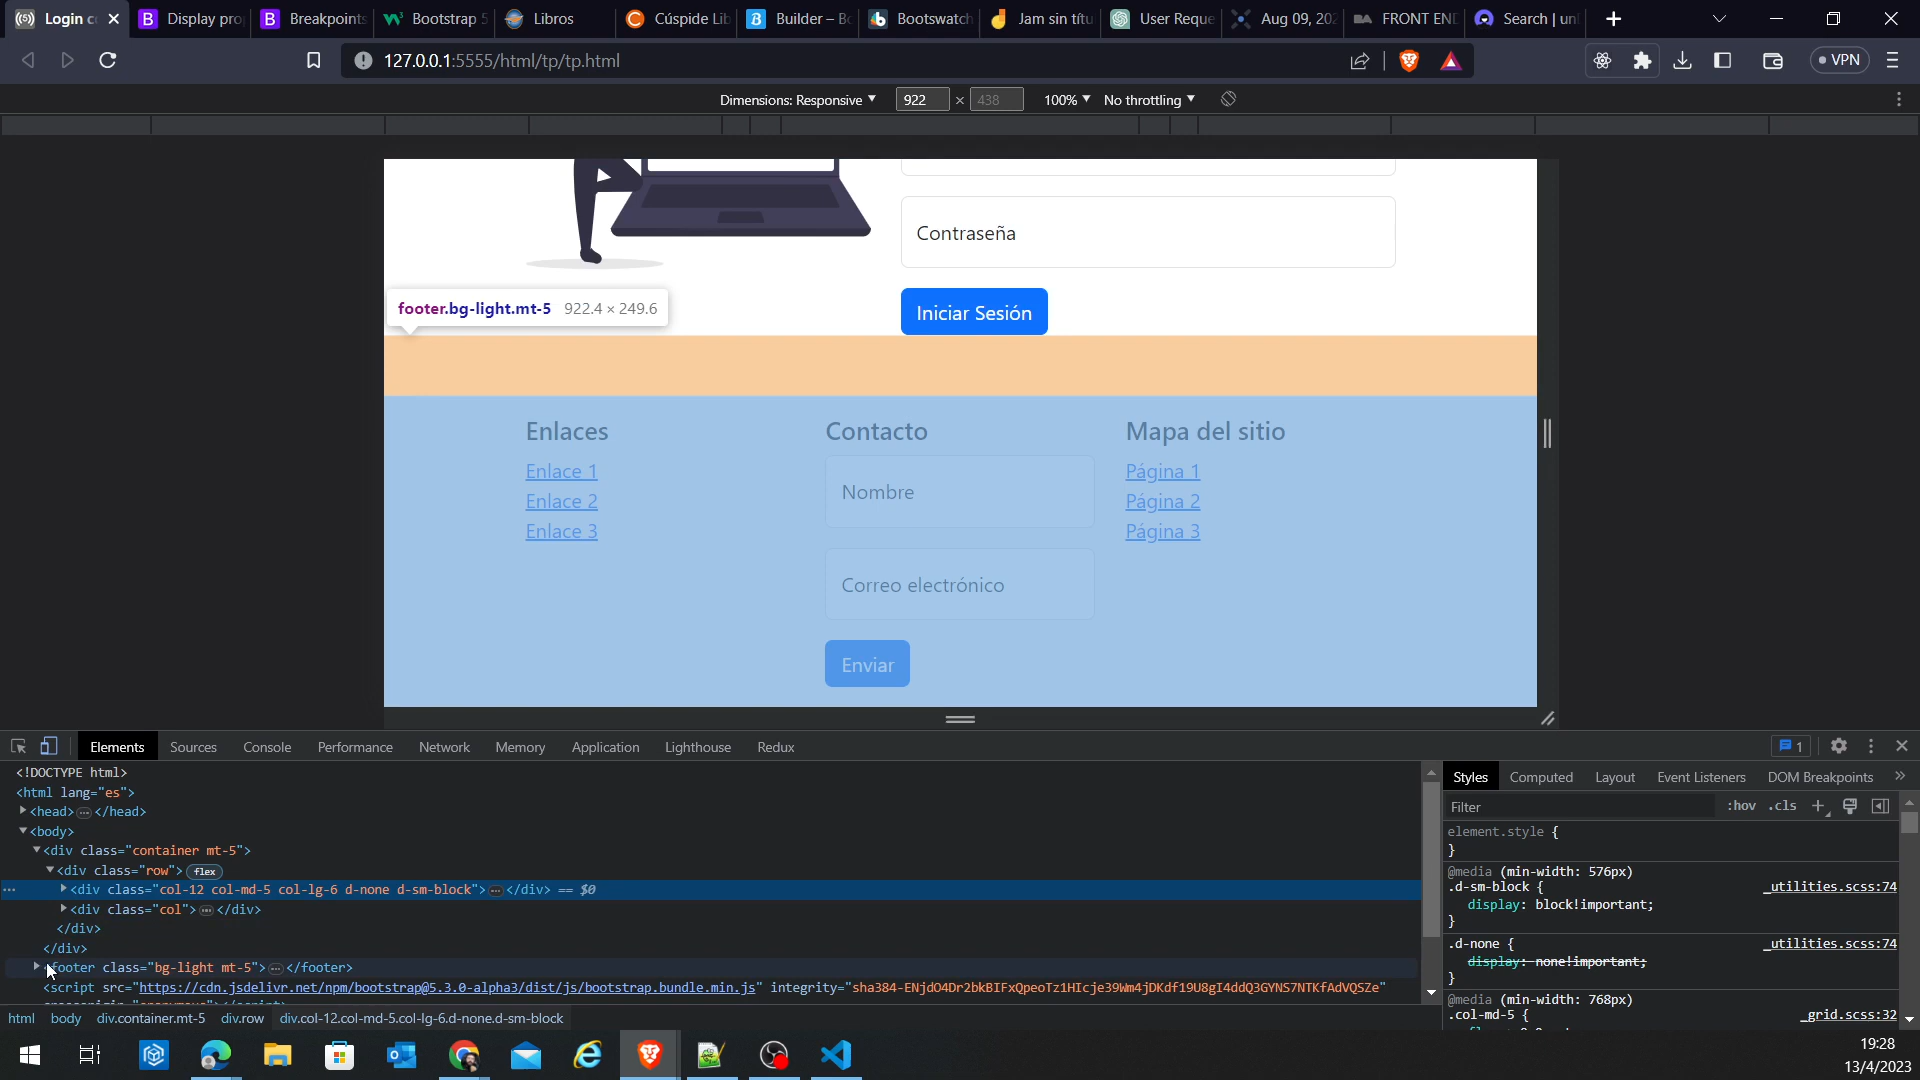 Login c
Display pro
Breakpoints
Bootstrap 5
Libros
Cúspide Lib
Builder – Bo
Bootswatch
Jam sin títu
User Reque
Aug 09, 202
FRONT END
Search | un
127.0.0.1:5555/html/tp/tp.html
VPN
Dimensions: Responsive 922 × 438 100% No throttling
Contraseña
footer.bg-light.mt-5 922.4 × 249.6
Iniciar Sesión
Enlaces
Enlace 1
Enlace 2
Enlace 3
Contacto
Nombre
Correo electrónico
Enviar
Mapa del sitio
Página 1
Página 2
Página 3
Elements Sources Console Performance Network Memory Application Lighthouse Redux 1
<!DOCTYPE html>
<html lang="es">
<head> … </head>
<body>
<div class="container mt-5">
<div class="row"> flex
<div class="col-12 col-md-5 col-lg-6 d-none d-sm-block"> … </div> == $0
<div class="col"> … </div>
</div>
</div>
<footer class="bg-light mt-5"> … </footer>
<script src="https://cdn.jsdelivr.net/npm/bootstrap@5.3.0-alpha3/dist/js/bootstrap.bundle.min.js" integrity="sha384-ENjdO4Dr2bkBIFxQpeoTz1HIcje39Wm4jDKdf19U8gI4ddQ3GYNS7NTKfAdVQSZe"
html body div.container.mt-5 div.row div.col-12.col-md-5.col-lg-6.d-none.d-sm-block
Styles Computed Layout Event Listeners DOM Breakpoints
Filter :hov .cls
element.style {
}
@media (min-width: 576px)
.d-sm-block { _utilities.scss:74
display: block!important;
}
.d-none { _utilities.scss:74
display: none!important;
}
@media (min-width: 768px)
.col-md-5 { _grid.scss:32
19:28
13/4/2023